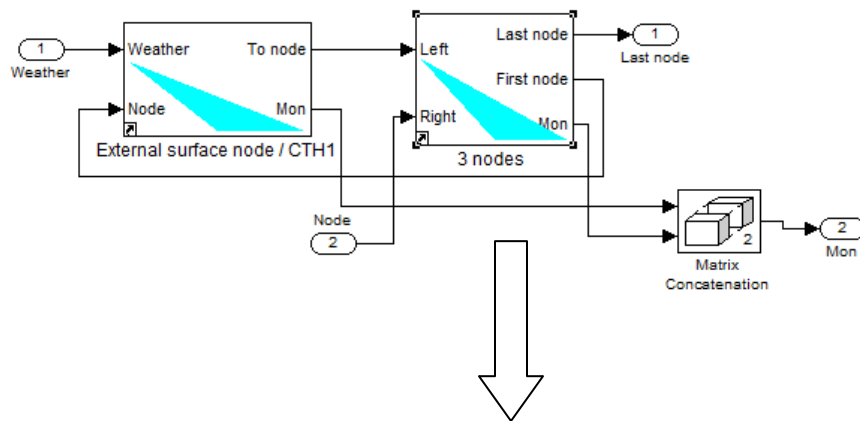 1
Weather
Weather
To node
Node
Mon
External surface node / CTH1
Left
Last node
First node
Right
Mon
3 nodes
1
Last node
Node
2
2
Matrix
Concatenation
2
Mon